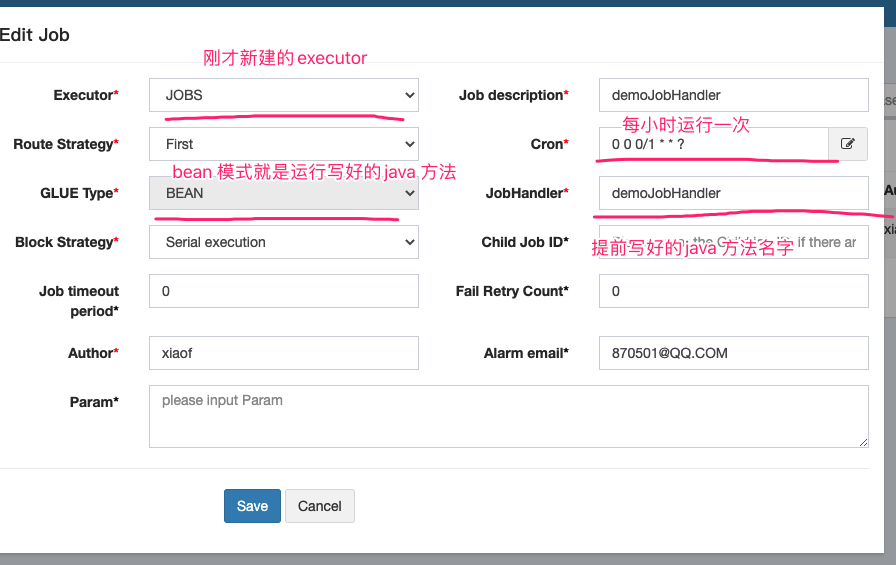 Edit Job
刚才新建的executor
Executor*
JOBS
Job description*
demoJobHandler
每小时运行一次
Route Strategy*
First
Cron*
0 0 0/1 * * ?
bean 模式就是运行写好的java 方法
GLUE Type*
BEAN
JobHandler*
demoJobHandler
Block Strategy*
Serial execution
Child Job ID*
if there ar
提前写好的java 方法名字
Job timeout
period*
0
Fail Retry Count*
0
Author*
xiaof
Alarm email*
870501@QQ.COM
Param*
please input Param
Save
Cancel